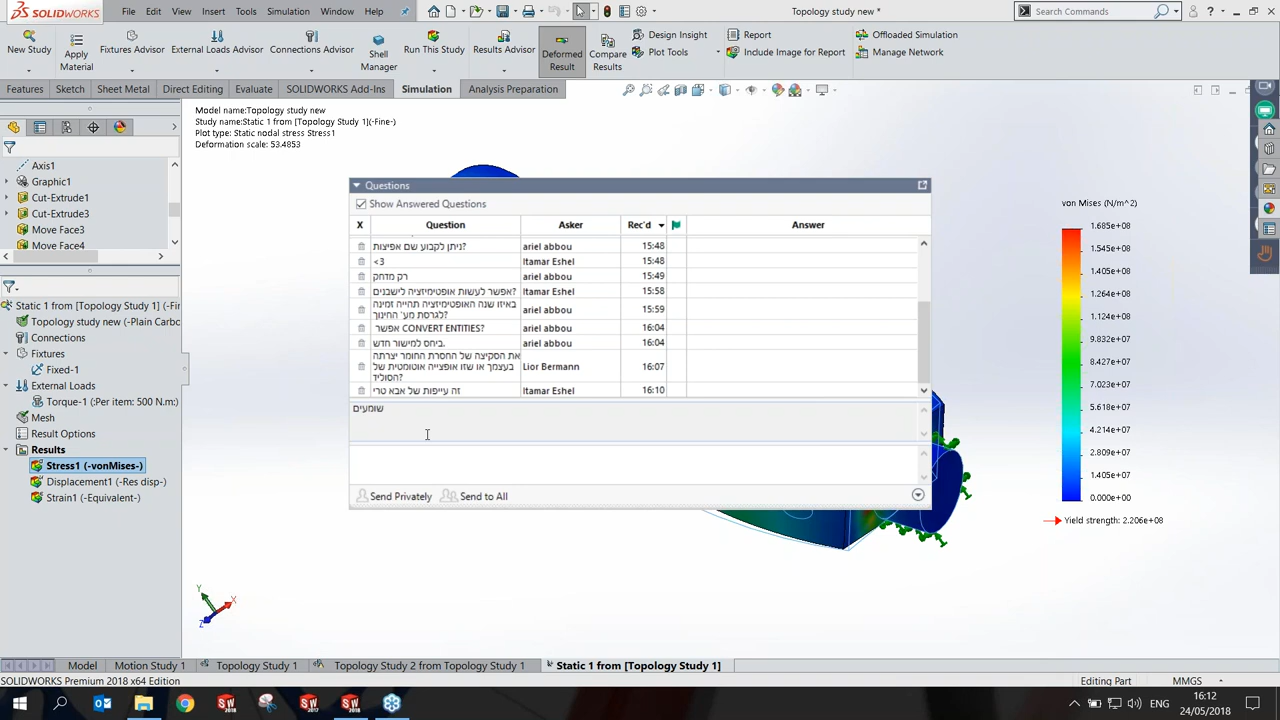 SOLIDWORKS File Edit View Insert Tools Simulation Window Help Topology study new * Search Commands
New Study Apply Material Fixtures Advisor External Loads Advisor Connections Advisor Shell Manager Run This Study Results Advisor Deformed Result Compare Results Design Insight Plot Tools Report Include Image for Report Offloaded Simulation Manage Network
Features Sketch Sheet Metal Direct Editing Evaluate SOLIDWORKS Add-Ins Simulation Analysis Preparation
Model name:Topology study new
Study name:Static 1 from [Topology Study 1](-Fine-)
Plot type: Static nodal stress Stress1
Deformation scale: 53.4853
Axis1
Graphic1
Cut-Extrude1
Cut-Extrude3
Move Face3
Move Face4
Static 1 from [Topology Study 1] (-Fin
Topology study new (-Plain Carbo
Connections
Fixtures
Fixed-1
External Loads
Torque-1 (:Per item: 500 N.m:)
Mesh
Result Options
Results
Stress1 (-vonMises-)
Displacement1 (-Res disp-)
Strain1 (-Equivalent-)
Questions
Show Answered Questions
X Question Asker Rec'd Answer
ניתן לקבוע שם אפיצות? ariel abbou 15:48
<3 Itamar Eshel 15:48
רק מדחק ariel abbou 15:49
אפשר לעשות אופטימיזציה לישבנים? Itamar Eshel 15:58
באיזו שנה האופטימיזציה תהייה זמינה
לגרסת מע' החינוך? ariel abbou 15:59
אפשר CONVERT ENTITIES? ariel abbou 16:04
ביחס למישור חדש. ariel abbou 16:04
את הסקיצה של החסרת החומר יצרתה
בעצמך או שזו אופצייה אוטומטית של
הסוליד? Lior Bermann 16:07
זה עייפות של אבא טרי Itamar Eshel 16:10
שומעים
Send Privately Send to All
von Mises (N/m^2)
1.685e+08
1.545e+08
1.404e+08
1.264e+08
1.124e+08
9.832e+07
8.427e+07
7.023e+07
5.618e+07
4.214e+07
2.809e+07
1.405e+07
0.000e+00
Yield strength: 2.206e+08
Y X Z
Model Motion Study 1 Topology Study 1 Topology Study 2 from Topology Study 1 Static 1 from [Topology Study 1]
SOLIDWORKS Premium 2018 x64 Edition Editing Part MMGS
ENG 16:12
24/05/2018